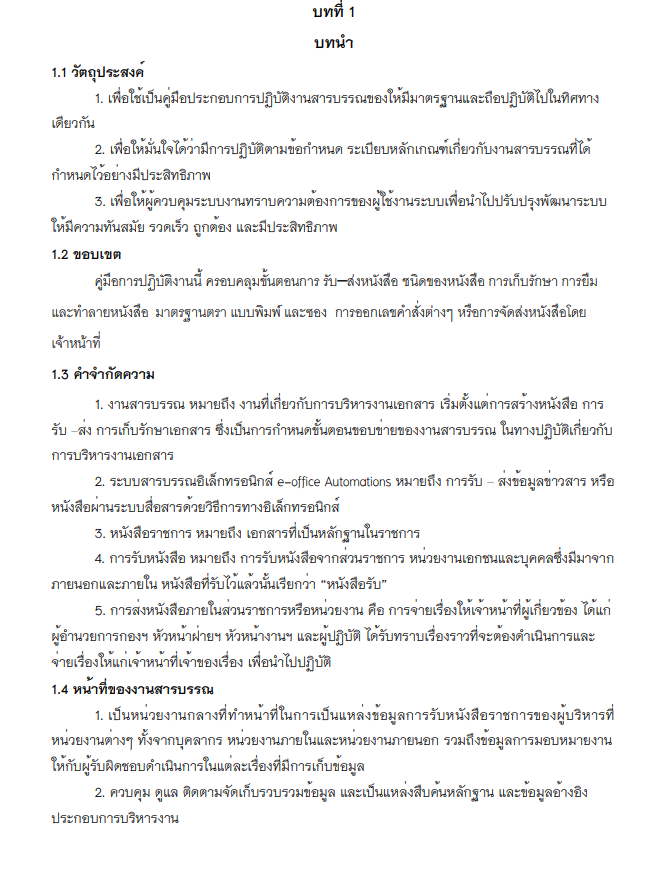 บทที่ 1
บทนำ
1.1 วัตถุประสงค์
1. เพื่อใช้เป็นคู่มือประกอบการปฏิบัติงานสารบรรณของให้มีมาตรฐานและถือปฏิบัติไปในทิศทาง
เดียวกัน
2. เพื่อให้มั่นใจได้ว่ามีการปฏิบัติตามข้อกำหนด ระเบียบหลักเกณฑ์เกี่ยวกับงานสารบรรณที่ได้
กำหนดไว้อย่างมีประสิทธิภาพ
3. เพื่อให้ผู้ควบคุมระบบงานทราบความต้องการของผู้ใช้งานระบบเพื่อนำไปปรับปรุงพัฒนาระบบ
ให้มีความทันสมัย รวดเร็ว ถูกต้อง และมีประสิทธิภาพ
1.2 ขอบเขต
คู่มือการปฏิบัติงานนี้ ครอบคลุมขั้นตอนการ รับ–ส่งหนังสือ ชนิดของหนังสือ การเก็บรักษา การยืม
และทำลายหนังสือ มาตรฐานตรา แบบพิมพ์ และซอง การออกเลขคำสั่งต่างๆ หรือการจัดส่งหนังสือโดย
เจ้าหน้าที่
1.3 คำจำกัดความ
1. งานสารบรรณ หมายถึง งานที่เกี่ยวกับการบริหารงานเอกสาร เริ่มตั้งแต่การสร้างหนังสือ การ
รับ –ส่ง การเก็บรักษาเอกสาร ซึ่งเป็นการกำหนดขั้นตอนขอบข่ายของงานสารบรรณ ในทางปฏิบัติเกี่ยวกับ
การบริหารงานเอกสาร
2. ระบบสารบรรณอิเล็กทรอนิกส์ e-office Automations หมายถึง การรับ – ส่งข้อมูลข่าวสาร หรือ
หนังสือผ่านระบบสื่อสารด้วยวิธีการทางอิเล็กทรอนิกส์
3. หนังสือราชการ หมายถึง เอกสารที่เป็นหลักฐานในราชการ
4. การรับหนังสือ หมายถึง การรับหนังสือจากส่วนราชการ หน่วยงานเอกชนและบุคคลซึ่งมีมาจาก
ภายนอกและภายใน หนังสือที่รับไว้แล้วนั้นเรียกว่า “หนังสือรับ”
5. การส่งหนังสือภายในส่วนราชการหรือหน่วยงาน คือ การจ่ายเรื่องให้เจ้าหน้าที่ผู้เกี่ยวข้อง ได้แก่
ผู้อำนวยการกองฯ หัวหน้าฝ่ายฯ หัวหน้างานฯ และผู้ปฏิบัติ ได้รับทราบเรื่องราวที่จะต้องดำเนินการและ
จ่ายเรื่องให้แก่เจ้าหน้าที่เจ้าของเรื่อง เพื่อนำไปปฏิบัติ
1.4 หน้าที่ของงานสารบรรณ
1. เป็นหน่วยงานกลางที่ทำหน้าที่ในการเป็นแหล่งข้อมูลการรับหนังสือราชการของผู้บริหารที่
หน่วยงานต่างๆ ทั้งจากบุคลากร หน่วยงานภายในและหน่วยงานภายนอก รวมถึงข้อมูลการมอบหมายงาน
ให้กับผู้รับผิดชอบดำเนินการในแต่ละเรื่องที่มีการเก็บข้อมูล
2. ควบคุม ดูแล ติดตามจัดเก็บรวบรวมข้อมูล และเป็นแหล่งสืบค้นหลักฐาน และข้อมูลอ้างอิง
ประกอบการบริหารงาน